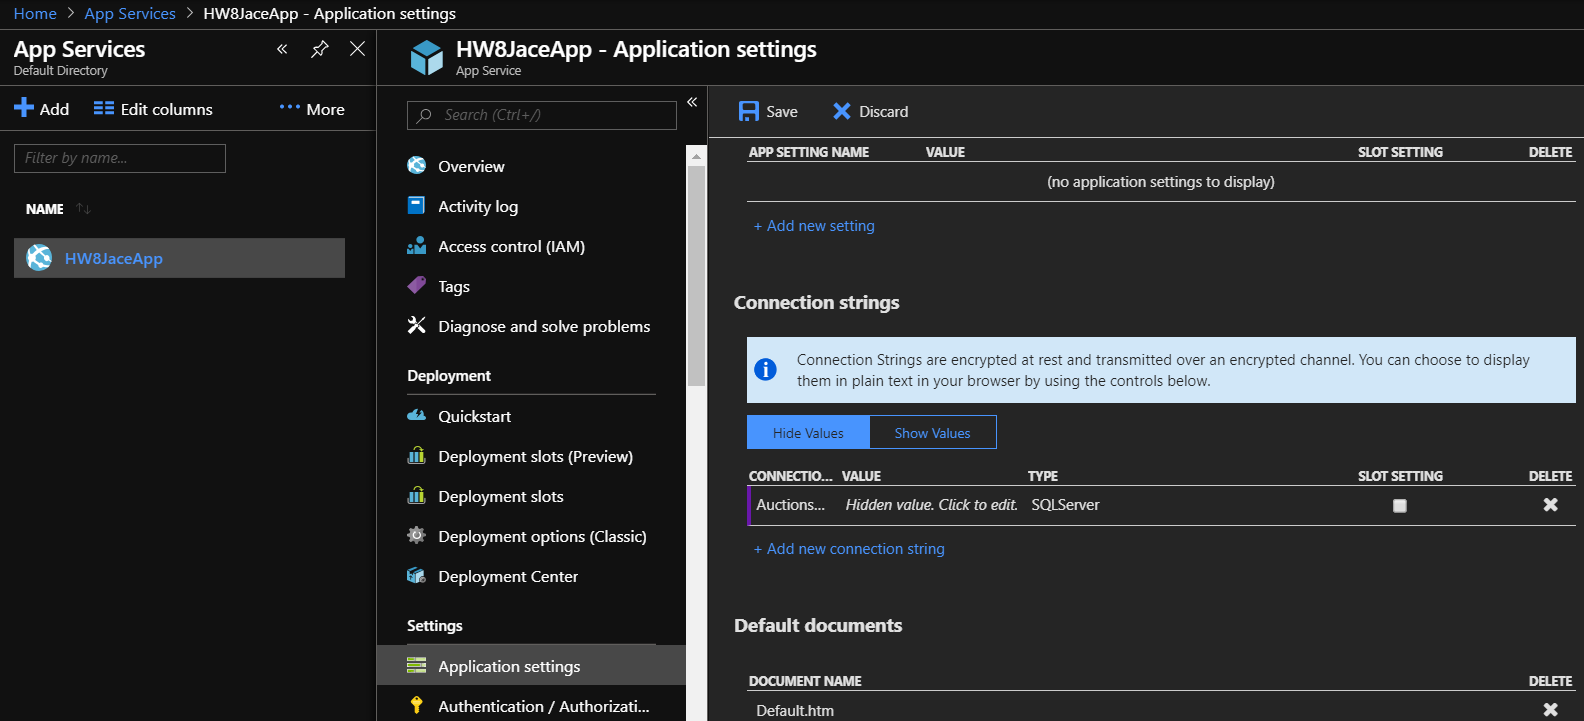 Home > App Services > HW8JaceApp - Application settings
App Services
Default Directory
Add Edit columns ... More
Filter by name...
NAME
HW8JaceApp
HW8JaceApp - Application settings
App Service
Search (Ctrl+/)
Overview
Activity log
Access control (IAM)
Tags
Diagnose and solve problems
Deployment
Quickstart
Deployment slots (Preview)
Deployment slots
Deployment options (Classic)
Deployment Center
Settings
Application settings
Authentication / Authorizati...
Save Discard
APP SETTING NAME VALUE SLOT SETTING DELETE
(no application settings to display)
+ Add new setting
Connection strings
Connection Strings are encrypted at rest and transmitted over an encrypted channel. You can choose to display
them in plain text in your browser by using the controls below.
Hide Values Show Values
CONNECTIO... VALUE TYPE SLOT SETTING DELETE
Auctions... Hidden value. Click to edit. SQLServer
+ Add new connection string
Default documents
DOCUMENT NAME DELETE
Default.htm